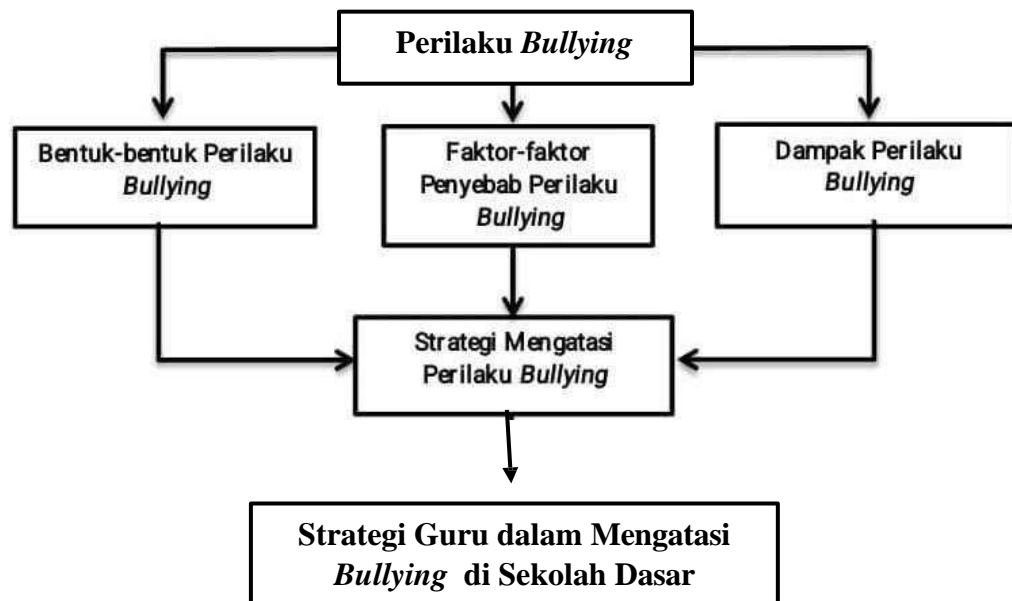 Perilaku Bullying
Bentuk-bentuk Perilaku
Bullying
Faktor-faktor
Penyebab Perilaku
Bullying
Dampak Perilaku
Bullying
Strategi Mengatasi
Perilaku Bullying
Strategi Guru dalam Mengatasi
Bullying di Sekolah Dasar